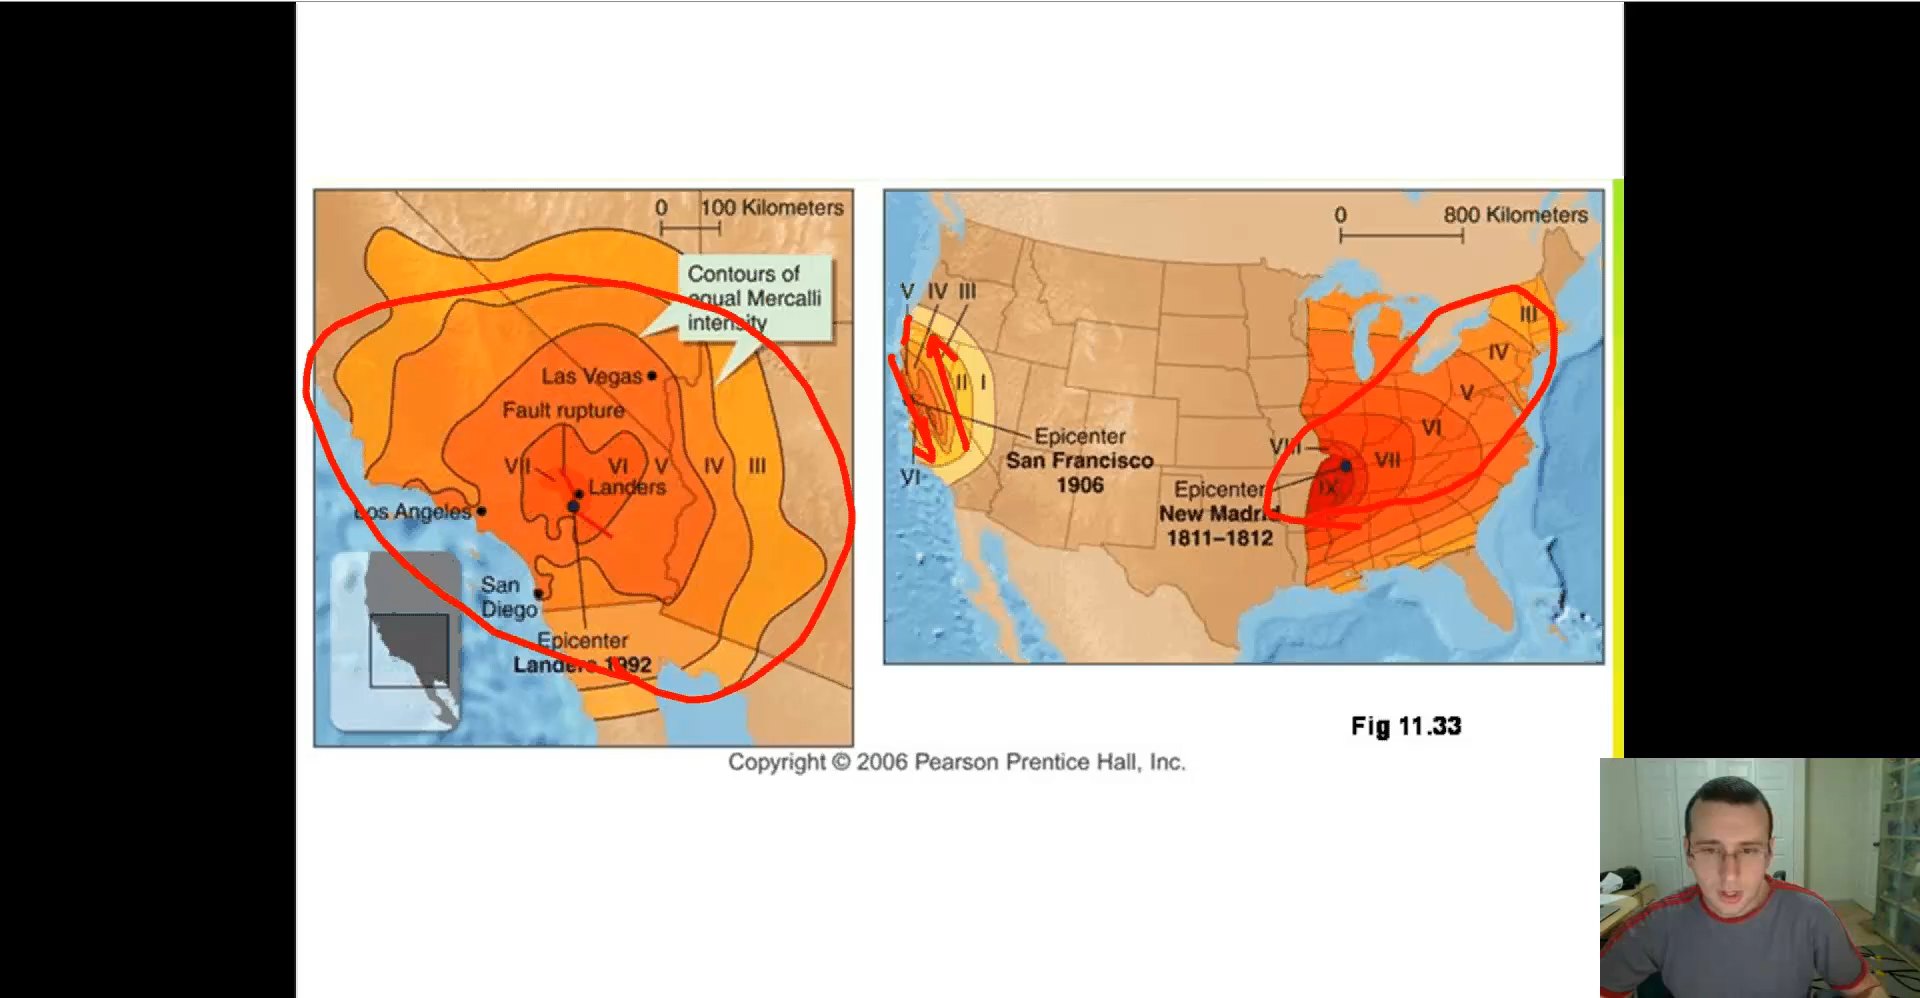 0 100 Kilometers
Contours of
equal Mercalli
intensity
Las Vegas
Fault rupture
VII VI V IV III
Landers
Los Angeles
San
Diego
Epicenter
Landers 1992
0 800 Kilometers
V IV III
II I
VI
Epicenter
San Francisco
1906
III
IV
V
VI
VII
VIII
IX
Epicenter
New Madrid
1811–1812
Fig 11.33
Copyright © 2006 Pearson Prentice Hall, Inc.